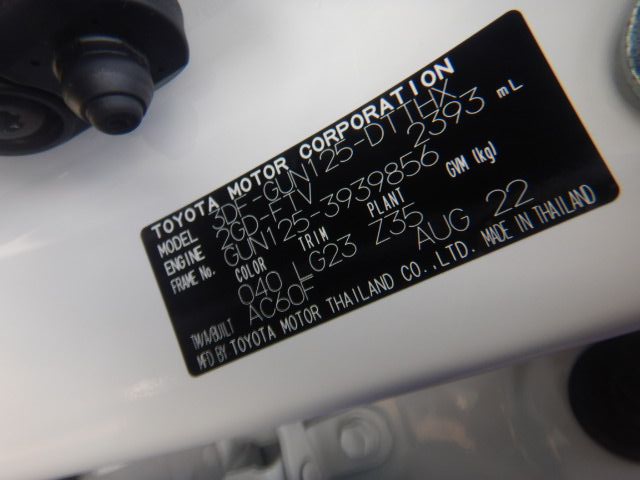 TOYOTA MOTOR CORPORATION
MODEL 3DF-GUN125-DTTHX
ENGINE 2GD-FTV 2393 mL
FRAME No. GUN125-3939856
COLOR TRIM PLANT GVM (kg)
040 LG23 Z35
TM/A/BUILT AC60F AUG 22
MFD BY TOYOTA MOTOR THAILAND CO.,LTD. MADE IN THAILAND